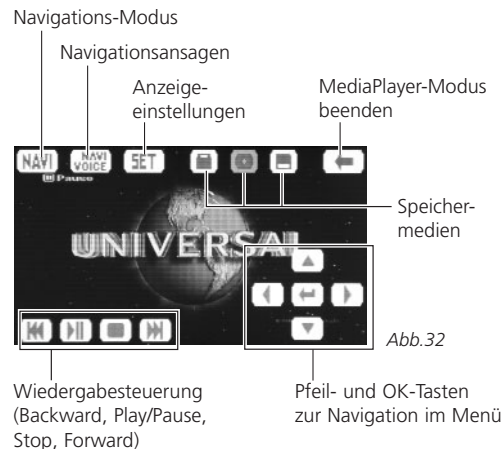 Navigations-Modus
Navigationsansagen
Anzeige-
einstellungen
MediaPlayer-Modus
beenden
NAVI
NAVI
VOICE
SET
Pause
Speicher-
medien
UNIVERSAL
Abb.32
Wiedergabesteuerung
(Backward, Play/Pause,
Stop, Forward)
Pfeil- und OK-Tasten
zur Navigation im Menü